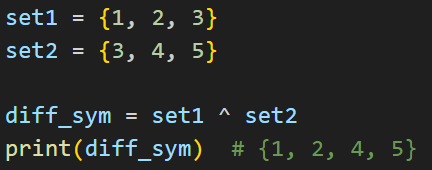 set1 = {1, 2, 3}
set2 = {3, 4, 5}

diff_sym = set1 ^ set2
print(diff_sym)  # {1, 2, 4, 5}